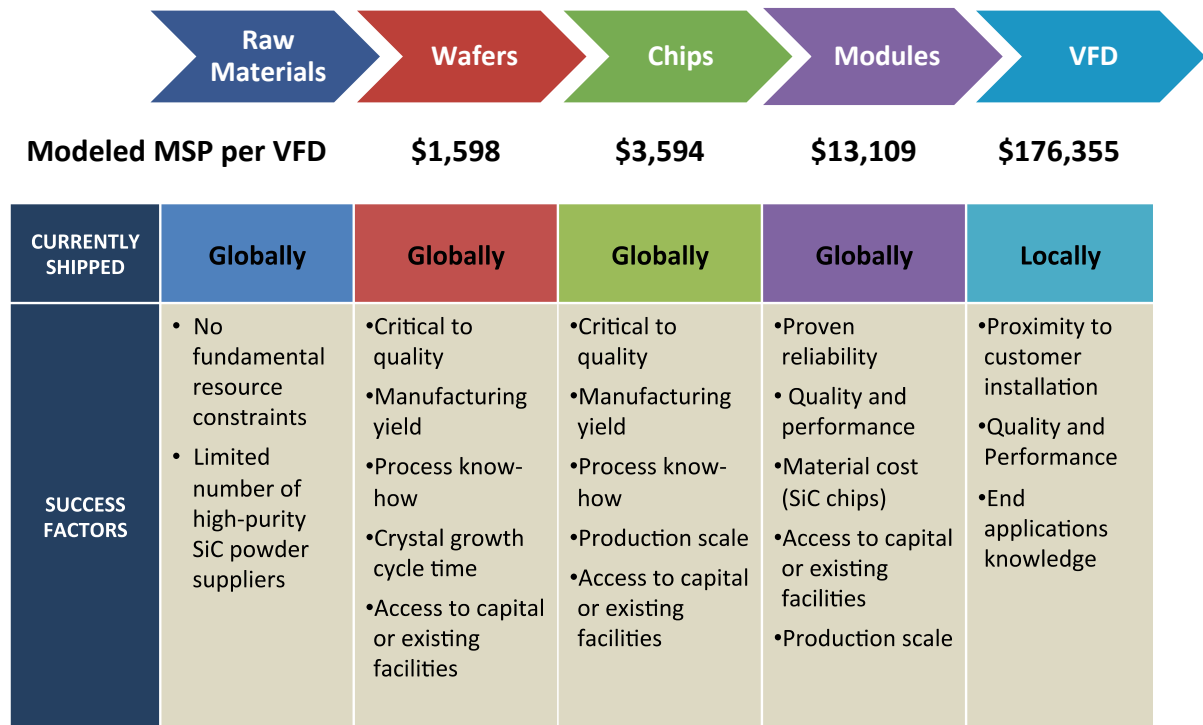 Raw
Materials
Wafers
Chips
Modules
VFD
Modeled MSP per VFD
$1,598
$3,594
$13,109
$176,355
CURRENTLY
SHIPPED
Globally
Globally
Globally
Globally
Locally
SUCCESS
FACTORS
• No
fundamental
resource
constraints
• Limited
number of
high-purity
SiC powder
suppliers
•Critical to
quality
•Manufacturing
yield
•Process know-
how
•Crystal growth
cycle time
•Access to capital
or existing
facilities
•Critical to
quality
•Manufacturing
yield
•Process know-
how
•Production scale
•Access to capital
or existing
facilities
•Proven
reliability
• Quality and
performance
•Material cost
(SiC chips)
•Access to capital
or existing
facilities
•Production scale
•Proximity to
customer
installation
•Quality and
Performance
•End
applications
knowledge